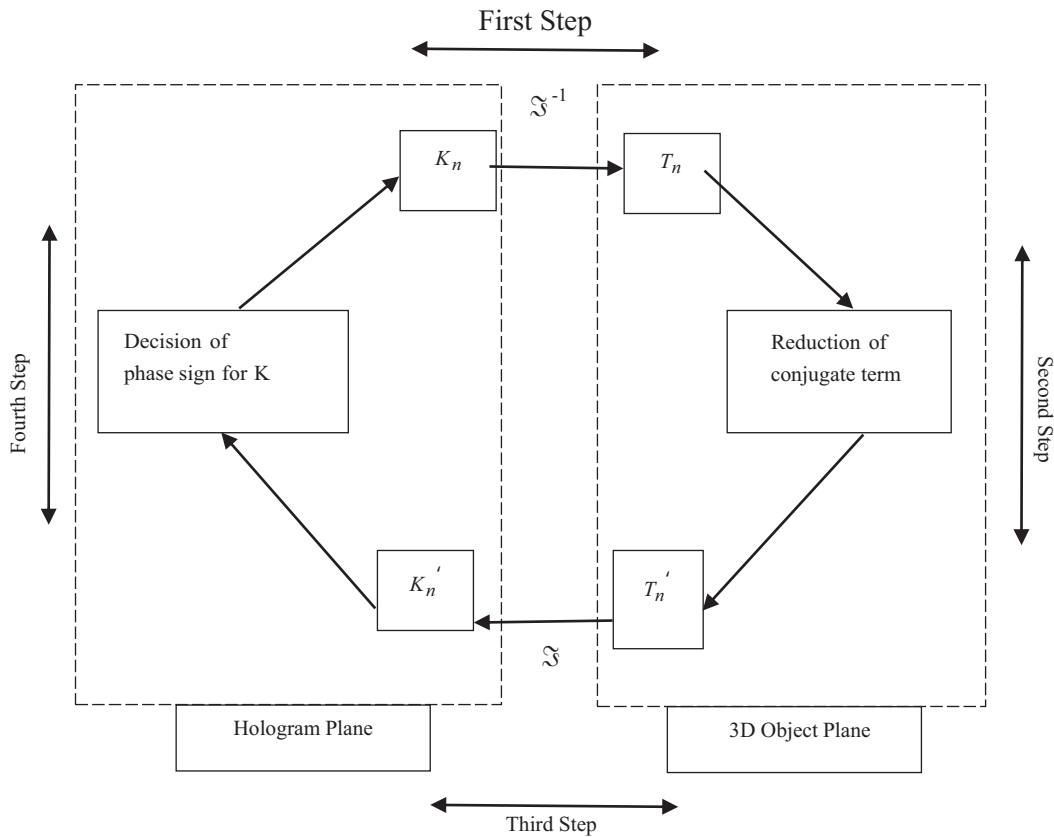 First Step
ℑ⁻¹
Kₙ
Tₙ
Decision of
phase sign for K
Reduction of
conjugate term
Fourth Step
Second Step
Kₙ′
Tₙ′
ℑ
Hologram Plane
3D Object Plane
Third Step